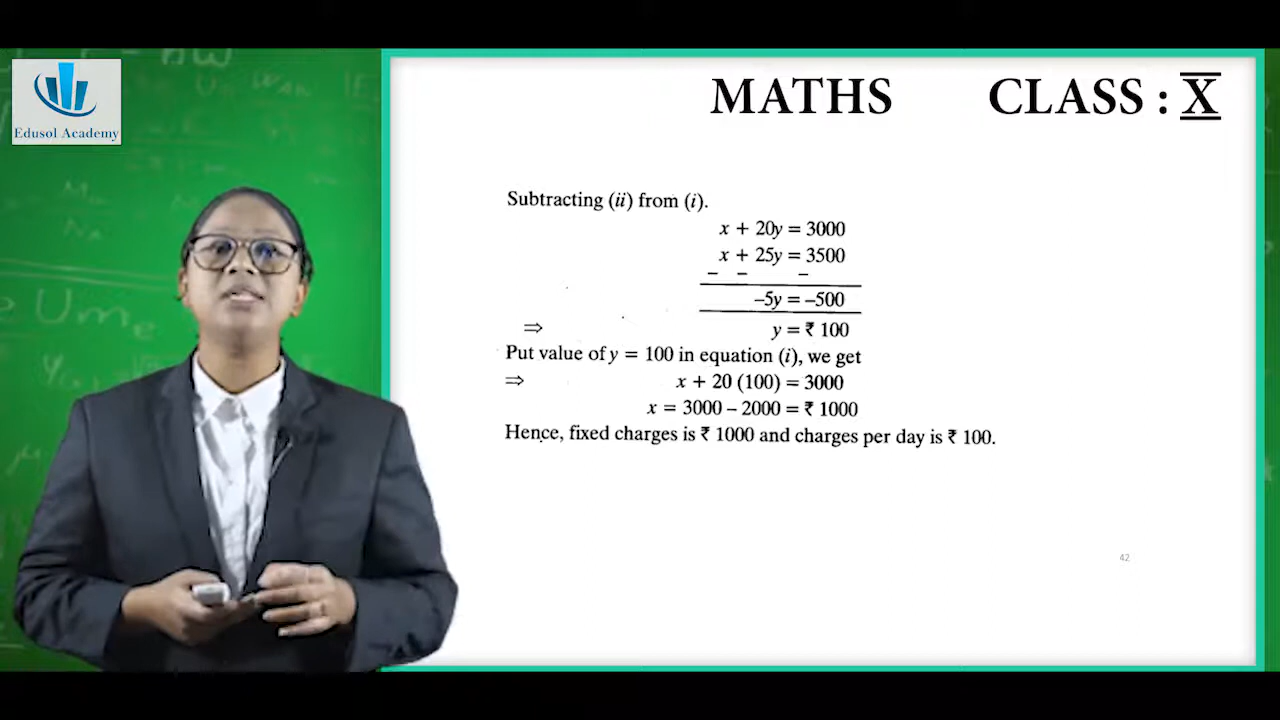 Edusol Academy
MATHS CLASS : X
Subtracting (ii) from (i).
x + 20y = 3000
x + 25y = 3500
– – –
–5y = –500
⇒ y = ₹ 100
Put value of y = 100 in equation (i), we get
⇒ x + 20 (100) = 3000
x = 3000 – 2000 = ₹ 1000
Hence, fixed charges is ₹ 1000 and charges per day is ₹ 100.
42
e Um e